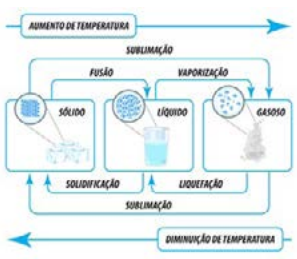 AUMENTO DE TEMPERATURA
SUBLIMAÇÃO
FUSÃO
VAPORIZAÇÃO
SÓLIDO
LÍQUIDO
GASOSO
SOLIDIFICAÇÃO
LIQUEFAÇÃO
SUBLIMAÇÃO
DIMINUIÇÃO DE TEMPERATURA